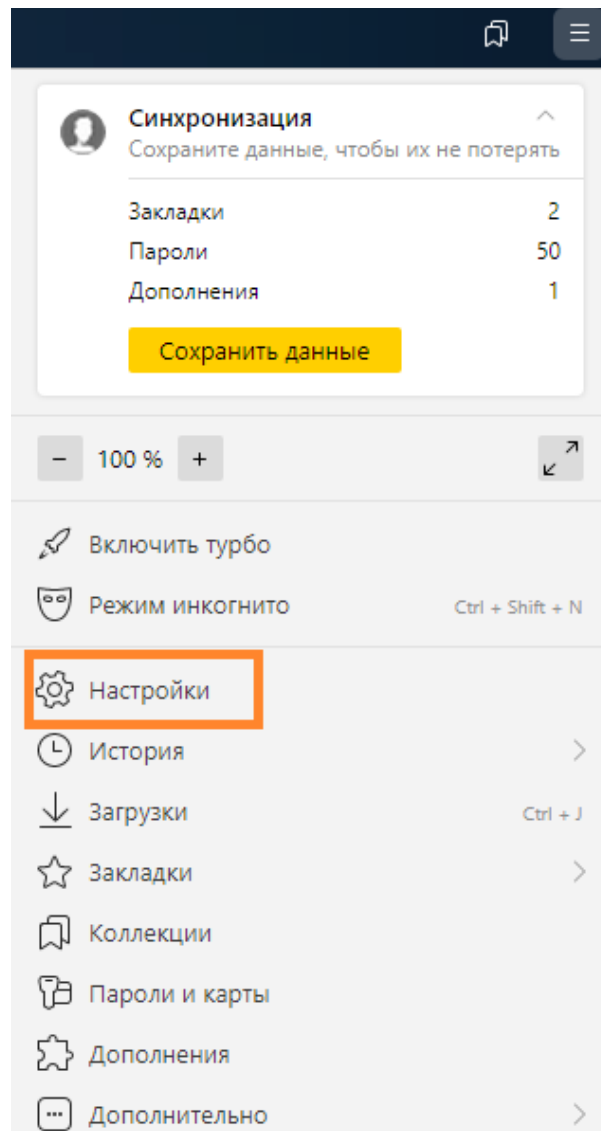 Синхронизация
Сохраните данные, чтобы их не потерять
Закладки 2
Пароли 50
Дополнения 1
Сохранить данные
− 100 % +
Включить турбо
Режим инкогнито Ctrl + Shift + N
Настройки
История
Загрузки Ctrl + J
Закладки
Коллекции
Пароли и карты
Дополнения
Дополнительно